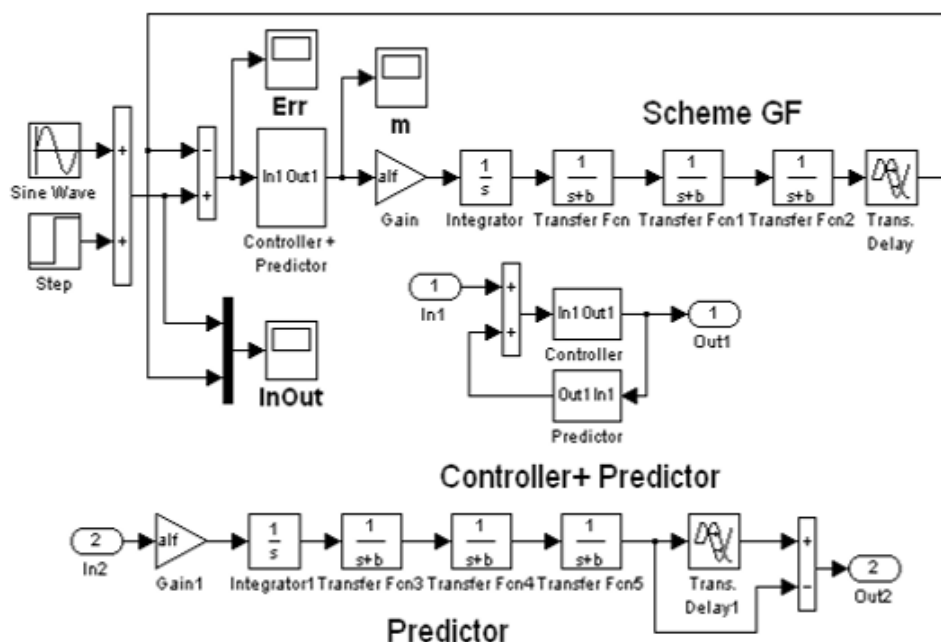 Err
m
Scheme GF
+
+
Sine Wave
Step
−
+
In1 Out1
Controller +
Predictor
alf
Gain
1
s
Integrator
1
s+b
Transfer Fcn
1
s+b
Transfer Fcn1
1
s+b
Transfer Fcn2
Trans.
Delay
InOut
1
In1
+
+
In1 Out1
Controller
1
Out1
Out1 In1
Predictor
Controller+ Predictor
2
In2
alf
Gain1
1
s
Integrator1
1
s+b
Transfer Fcn3
1
s+b
Transfer Fcn4
1
s+b
Transfer Fcn5
Trans.
Delay1
+
−
2
Out2
Predictor